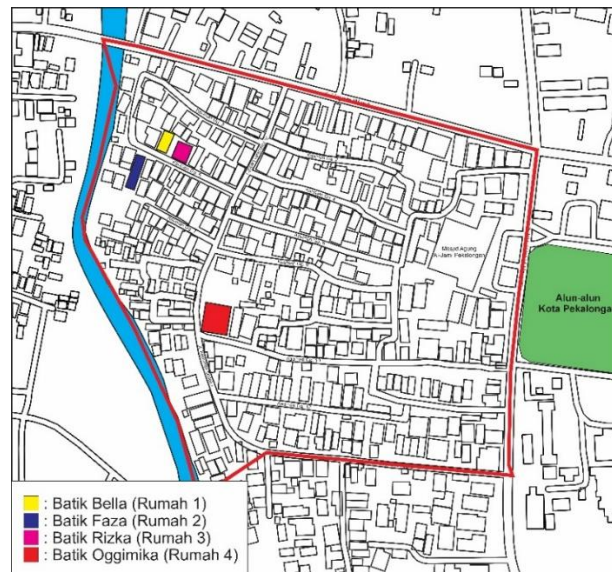 Masjid Agung
Al-Jami Pekalongan
Alun-alun
Kota Pekalonga
: Batik Bella (Rumah 1)
: Batik Faza (Rumah 2)
: Batik Rizka (Rumah 3)
: Batik Oggimika (Rumah 4)